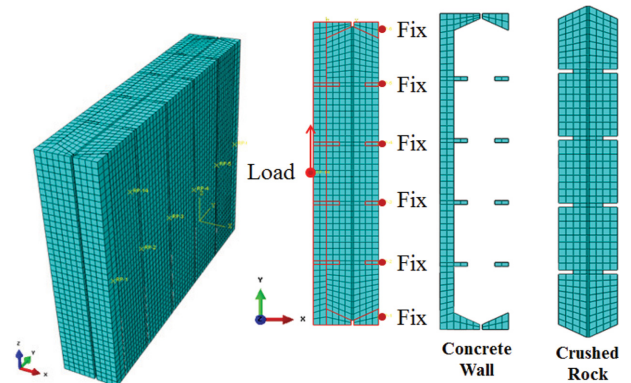 Fix
Fix
Fix
Load
Fix
Fix
Fix
Y
X
Z
Y
X
Concrete
Wall
Crushed
Rock